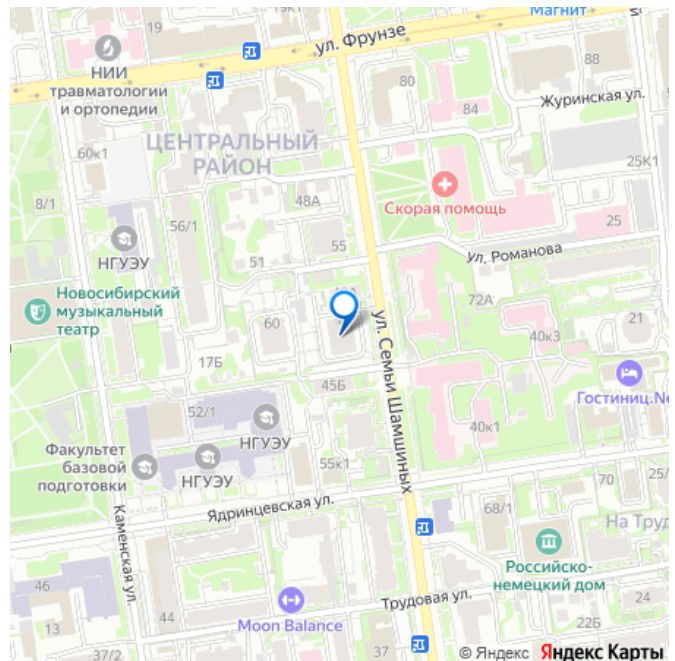 Магнит
19
ул. Фрунзе
88
80
НИИ
травматологии
и ортопедии
Журинская ул.
84
ЦЕНТРАЛЬНЫЙ
РАЙОН
60к1
25К1
8/1
48А
Скорая помощь
56/1
55
25
НГУЭУ
51
ул. Романова
Новосибирский
музыкальный
театр
72А
60
21
40к3
17Б
ул. Семьи Шамшиных
45Б
Гостиниц.Ne
52/1
НГУЭУ
40к1
Факультет
базовой
подготовки
НГУЭУ
55к1
70
25/
Ядринцевская ул.
68/1
Каменская ул.
На Труд
Российско-
немецкий дом
46
Трудовая ул.
24
44
13
Moon Balance
22Б
37/2
© Яндекс Яндекс Карты